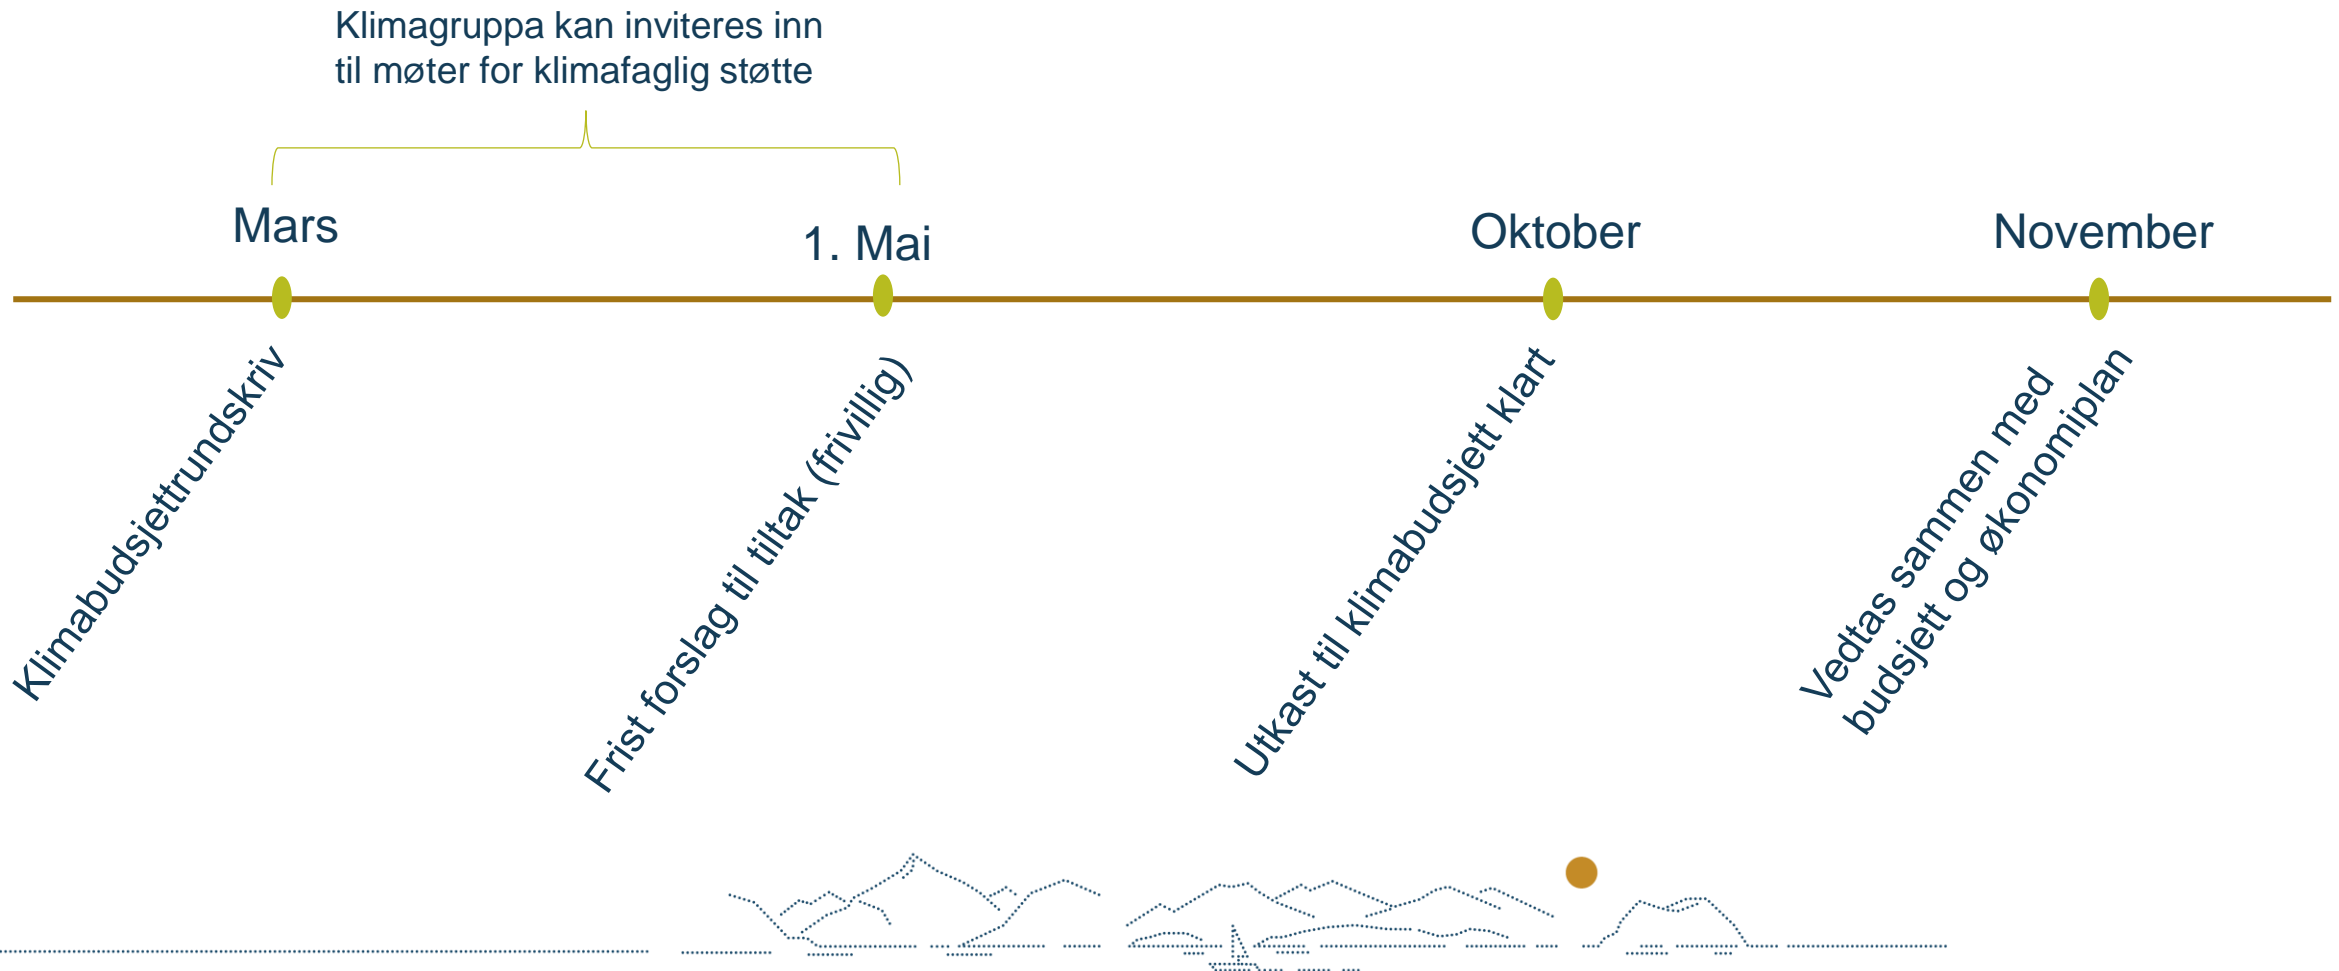 Klimagruppa kan inviteres inn
til møter for klimafaglig støtte
Mars
1. Mai
Oktober
November
Klimabudsjettrundskriv
Frist forslag til tiltak (frivillig)
Utkast til klimabudsjett klart
Vedtas sammen med
budsjett og økonomiplan